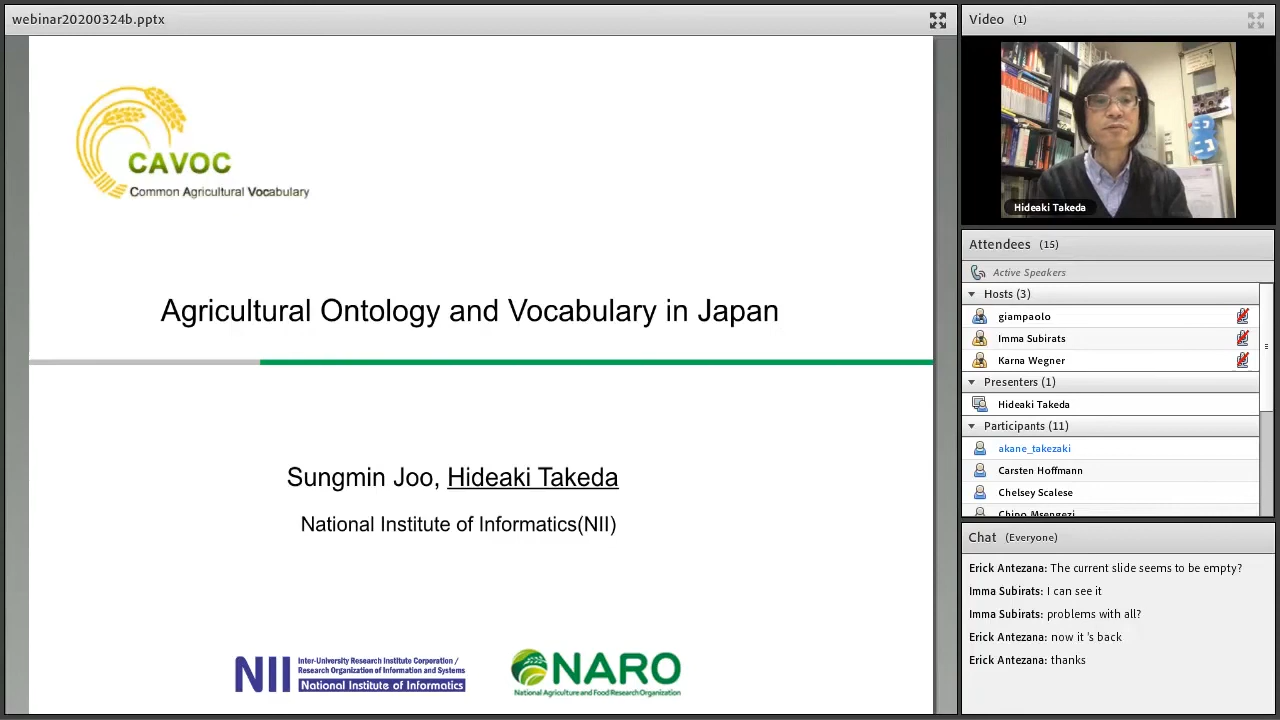 webinar20200324b.pptx
CAVOC
Common Agricultural Vocabulary
Agricultural Ontology and Vocabulary in Japan
Sungmin Joo, Hideaki Takeda
National Institute of Informatics(NII)
NII
Inter-University Research Institute Corporation /
Research Organization of Information and Systems
National Institute of Informatics
NARO
National Agriculture and Food Research Organization
Video (1)
Hideaki Takeda
Attendees (15)
Active Speakers
Hosts (3)
giampaolo
Imma Subirats
Karna Wegner
Presenters (1)
Hideaki Takeda
Participants (11)
akane_takezaki
Carsten Hoffmann
Chelsey Scalese
Chipo Msengezi
Chat (Everyone)
Erick Antezana: The current slide seems to be empty?
Imma Subirats: I can see it
Imma Subirats: problems with all?
Erick Antezana: now it 's back
Erick Antezana: thanks